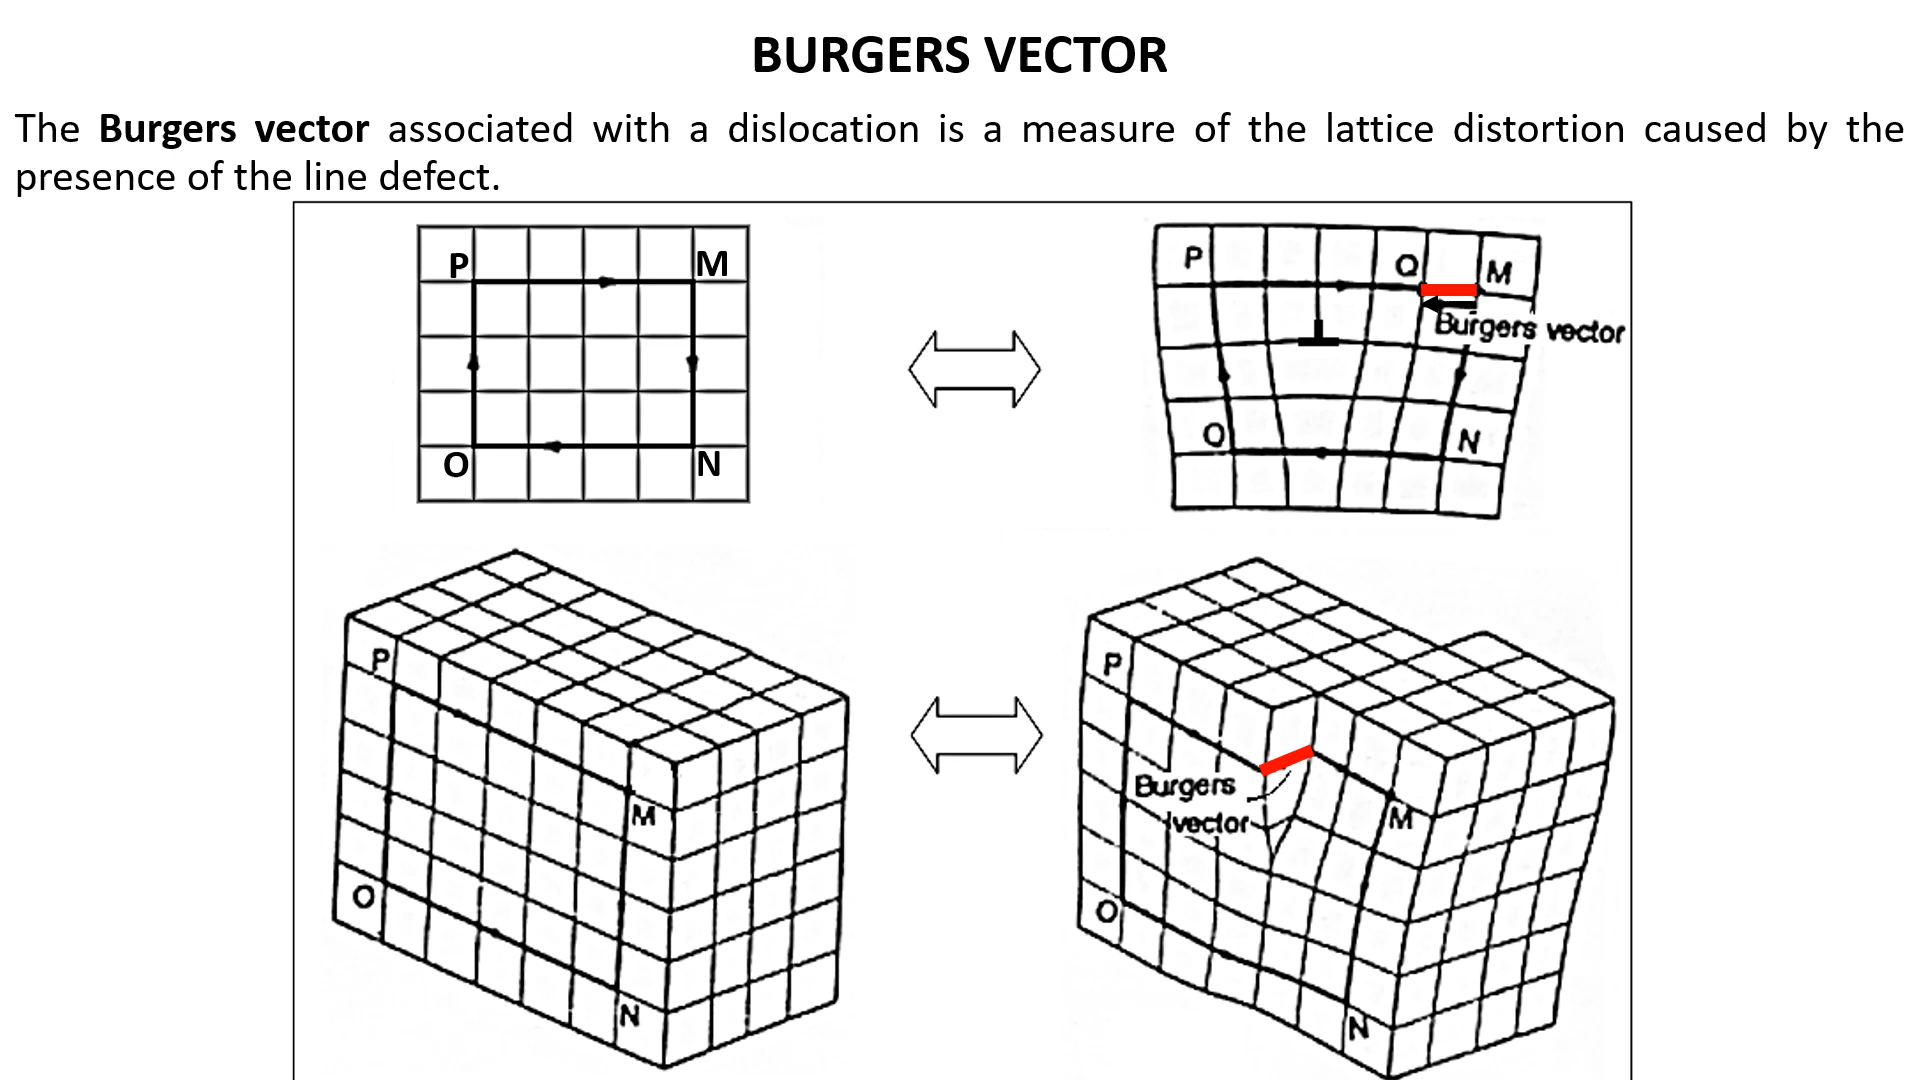 BURGERS VECTOR
The Burgers vector associated with a dislocation is a measure of the lattice distortion caused by the
presence of the line defect.
P
M
O
N
P
Q
M
Burgers vector
O
N
P
M
O
N
P
Burgers
vector
M
O
N